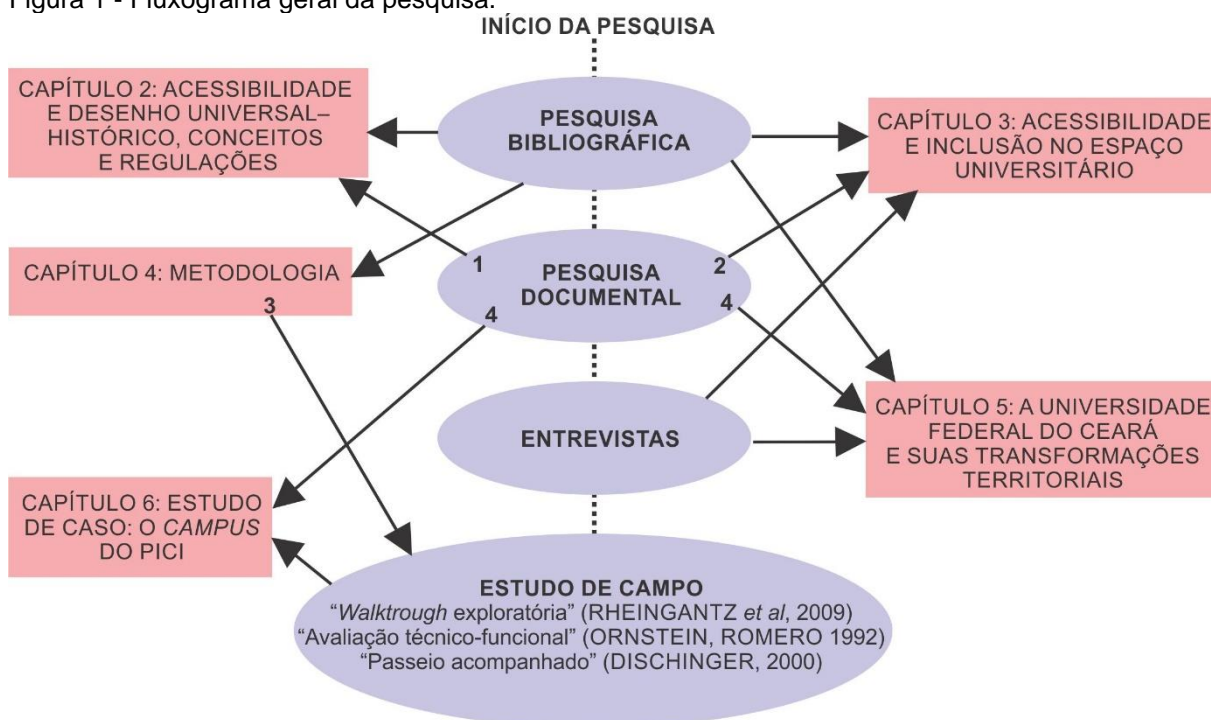 Figura 1 - Fluxograma geral da pesquisa.
INÍCIO DA PESQUISA
CAPÍTULO 2: ACESSIBILIDADE
E DESENHO UNIVERSAL–
HISTÓRICO, CONCEITOS
E REGULAÇÕES
PESQUISA
BIBLIOGRÁFICA
CAPÍTULO 3: ACESSIBILIDADE
E INCLUSÃO NO ESPAÇO
UNIVERSITÁRIO
CAPÍTULO 4: METODOLOGIA
3
1
PESQUISA
DOCUMENTAL
2
4
4
ENTREVISTAS
CAPÍTULO 5: A UNIVERSIDADE
FEDERAL DO CEARÁ
E SUAS TRANSFORMAÇÕES
TERRITORIAIS
CAPÍTULO 6: ESTUDO
DE CASO: O CAMPUS
DO PICI
ESTUDO DE CAMPO
“Walktrough exploratória” (RHEINGANTZ et al, 2009)
“Avaliação técnico-funcional” (ORNSTEIN, ROMERO 1992)
“Passeio acompanhado” (DISCHINGER, 2000)